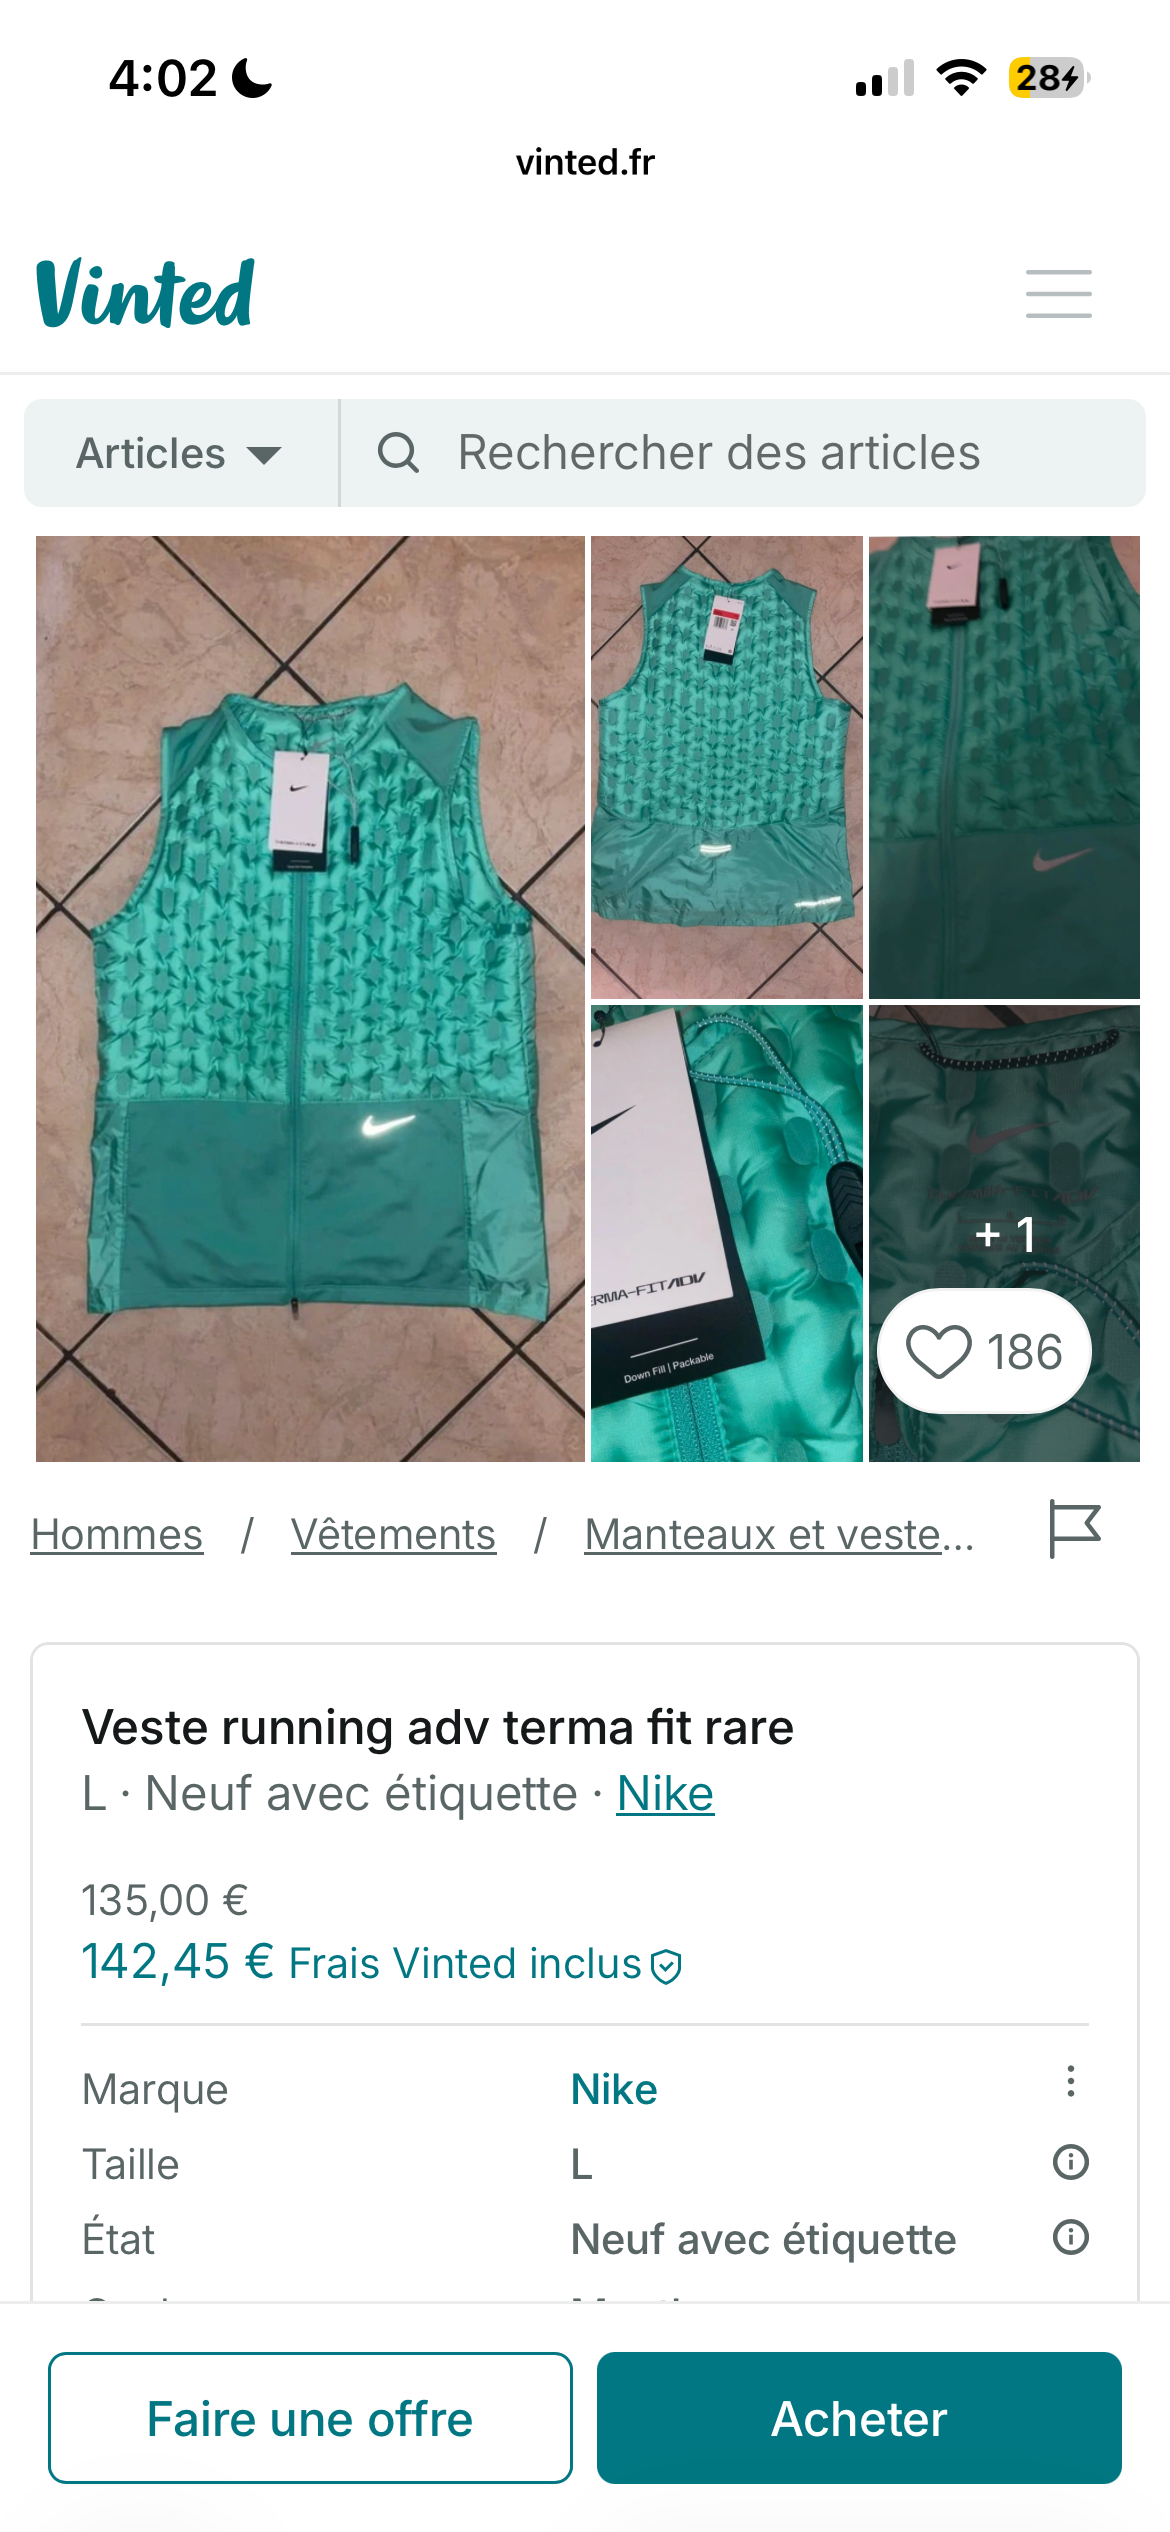 4:02
28
vinted.fr
Vinted
Articles
Rechercher des articles
ERMA-FITADV
Down Fill | Packable
+ 1
186
Hommes / Vêtements / Manteaux et veste...
Veste running adv terma fit rare
L · Neuf avec étiquette · Nike
135,00 €
142,45 € Frais Vinted inclus
Marque Nike
Taille L
État Neuf avec étiquette
Faire une offre
Acheter